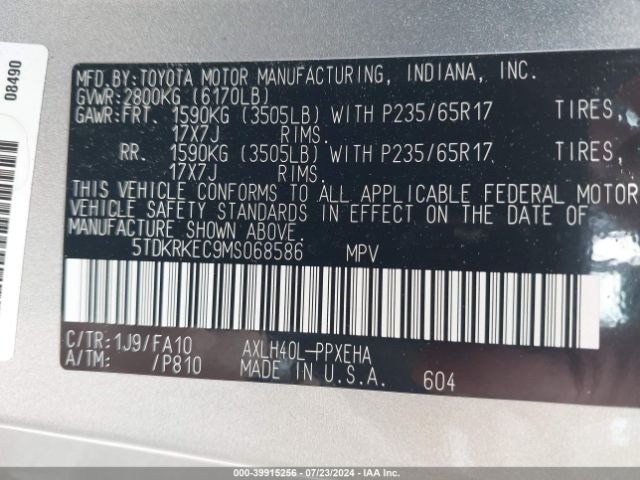 08490
MFD.BY:TOYOTA MOTOR MANUFACTURING, INDIANA, INC.
GVWR:2800KG (6170LB)
GAWR:FRT. 1590KG (3505LB) WITH P235/65R17 TIRES,
17X7J RIMS.
RR. 1590KG (3505LB) WITH P235/65R17 TIRES,
17X7J RIMS.
THIS VEHICLE CONFORMS TO ALL APPLICABLE FEDERAL MOTOR
VEHICLE SAFETY STANDARDS IN EFFECT ON THE DATE OF
MANUFACTURE SHOWN ABOVE.
5TDKRKEC9MS068586 MPV
C/TR:1J9/FA10 AXLH40L-PPXEHA
A/TM: /P810 MADE IN U.S.A. 604
000-39915256 - 07/23/2024 - IAA Inc.